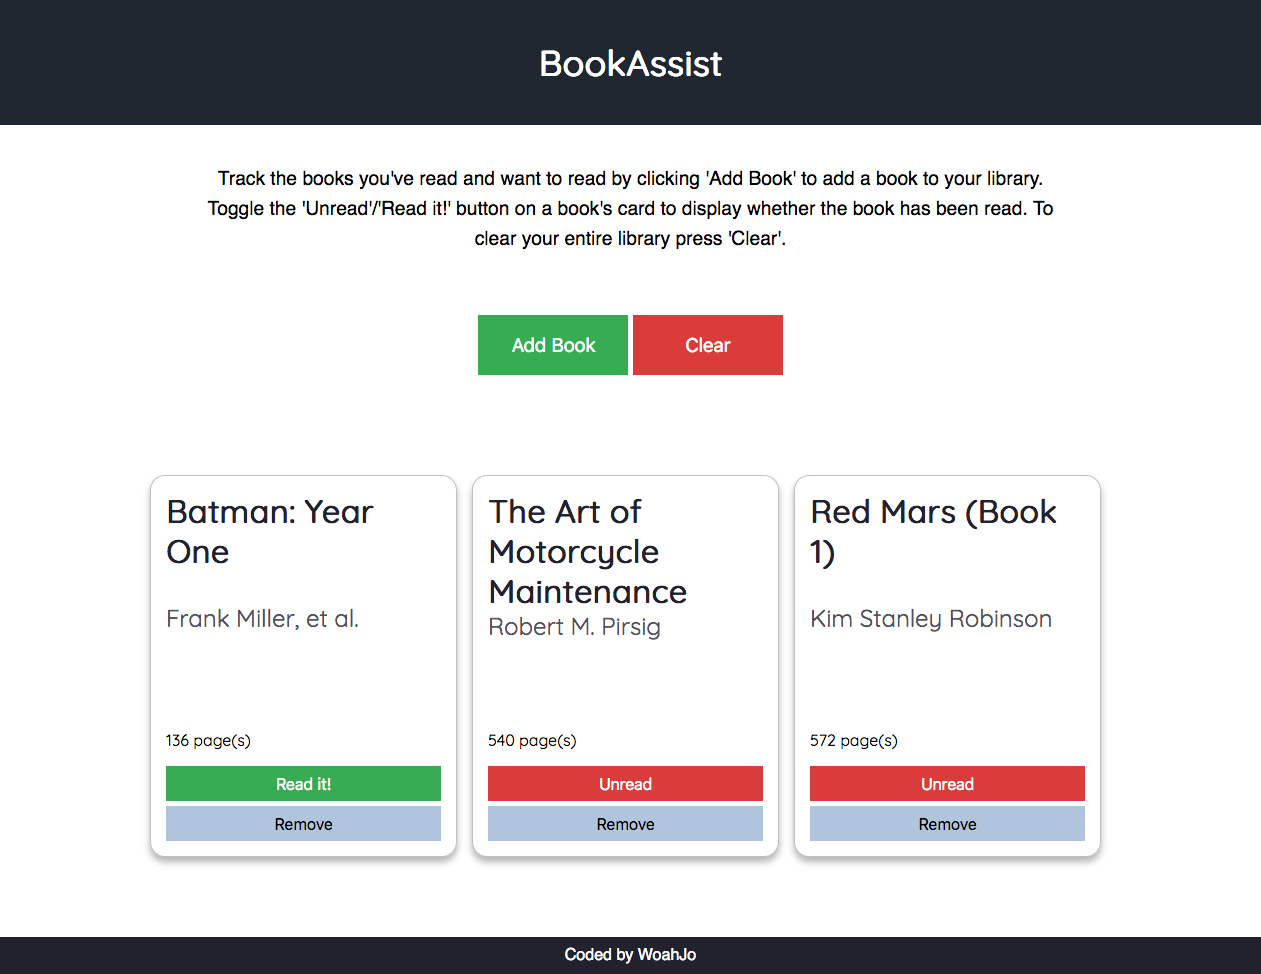 BookAssist
Track the books you've read and want to read by clicking 'Add Book' to add a book to your library.
Toggle the 'Unread'/'Read it!' button on a book's card to display whether the book has been read. To
clear your entire library press 'Clear'.
Add Book
Clear
Batman: Year
One
Frank Miller, et al.
136 page(s)
Read it!
Remove
The Art of
Motorcycle
Maintenance
Robert M. Pirsig
540 page(s)
Unread
Remove
Red Mars (Book
1)
Kim Stanley Robinson
572 page(s)
Unread
Remove
Coded by WoahJo